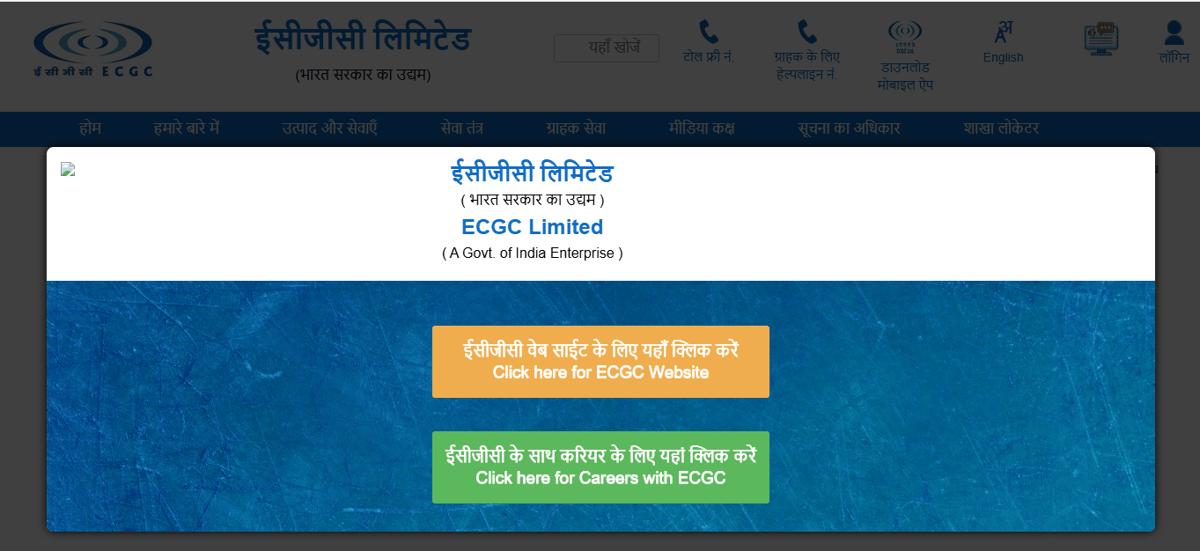 ईसीजीसी लिमिटेड
(भारत सरकार का उद्यम)
ई सी जी सी ECGC
यहाँ खोजें
टोल फ्री नं.
ग्राहक के लिए
हेल्पलाइन नं.
डाउनलोड
मोबाइल ऐप
अ
A
English
लॉगिन
होम हमारे बारे में उत्पाद और सेवाएँ सेवा तंत्र ग्राहक सेवा मीडिया कक्ष सूचना का अधिकार शाखा लोकेटर
ईसीजीसी लिमिटेड
( भारत सरकार का उद्यम )
ECGC Limited
( A Govt. of India Enterprise )
ईसीजीसी वेब साईट के लिए यहाँ क्लिक करें
Click here for ECGC Website
ईसीजीसी के साथ करियर के लिए यहां क्लिक करें
Click here for Careers with ECGC